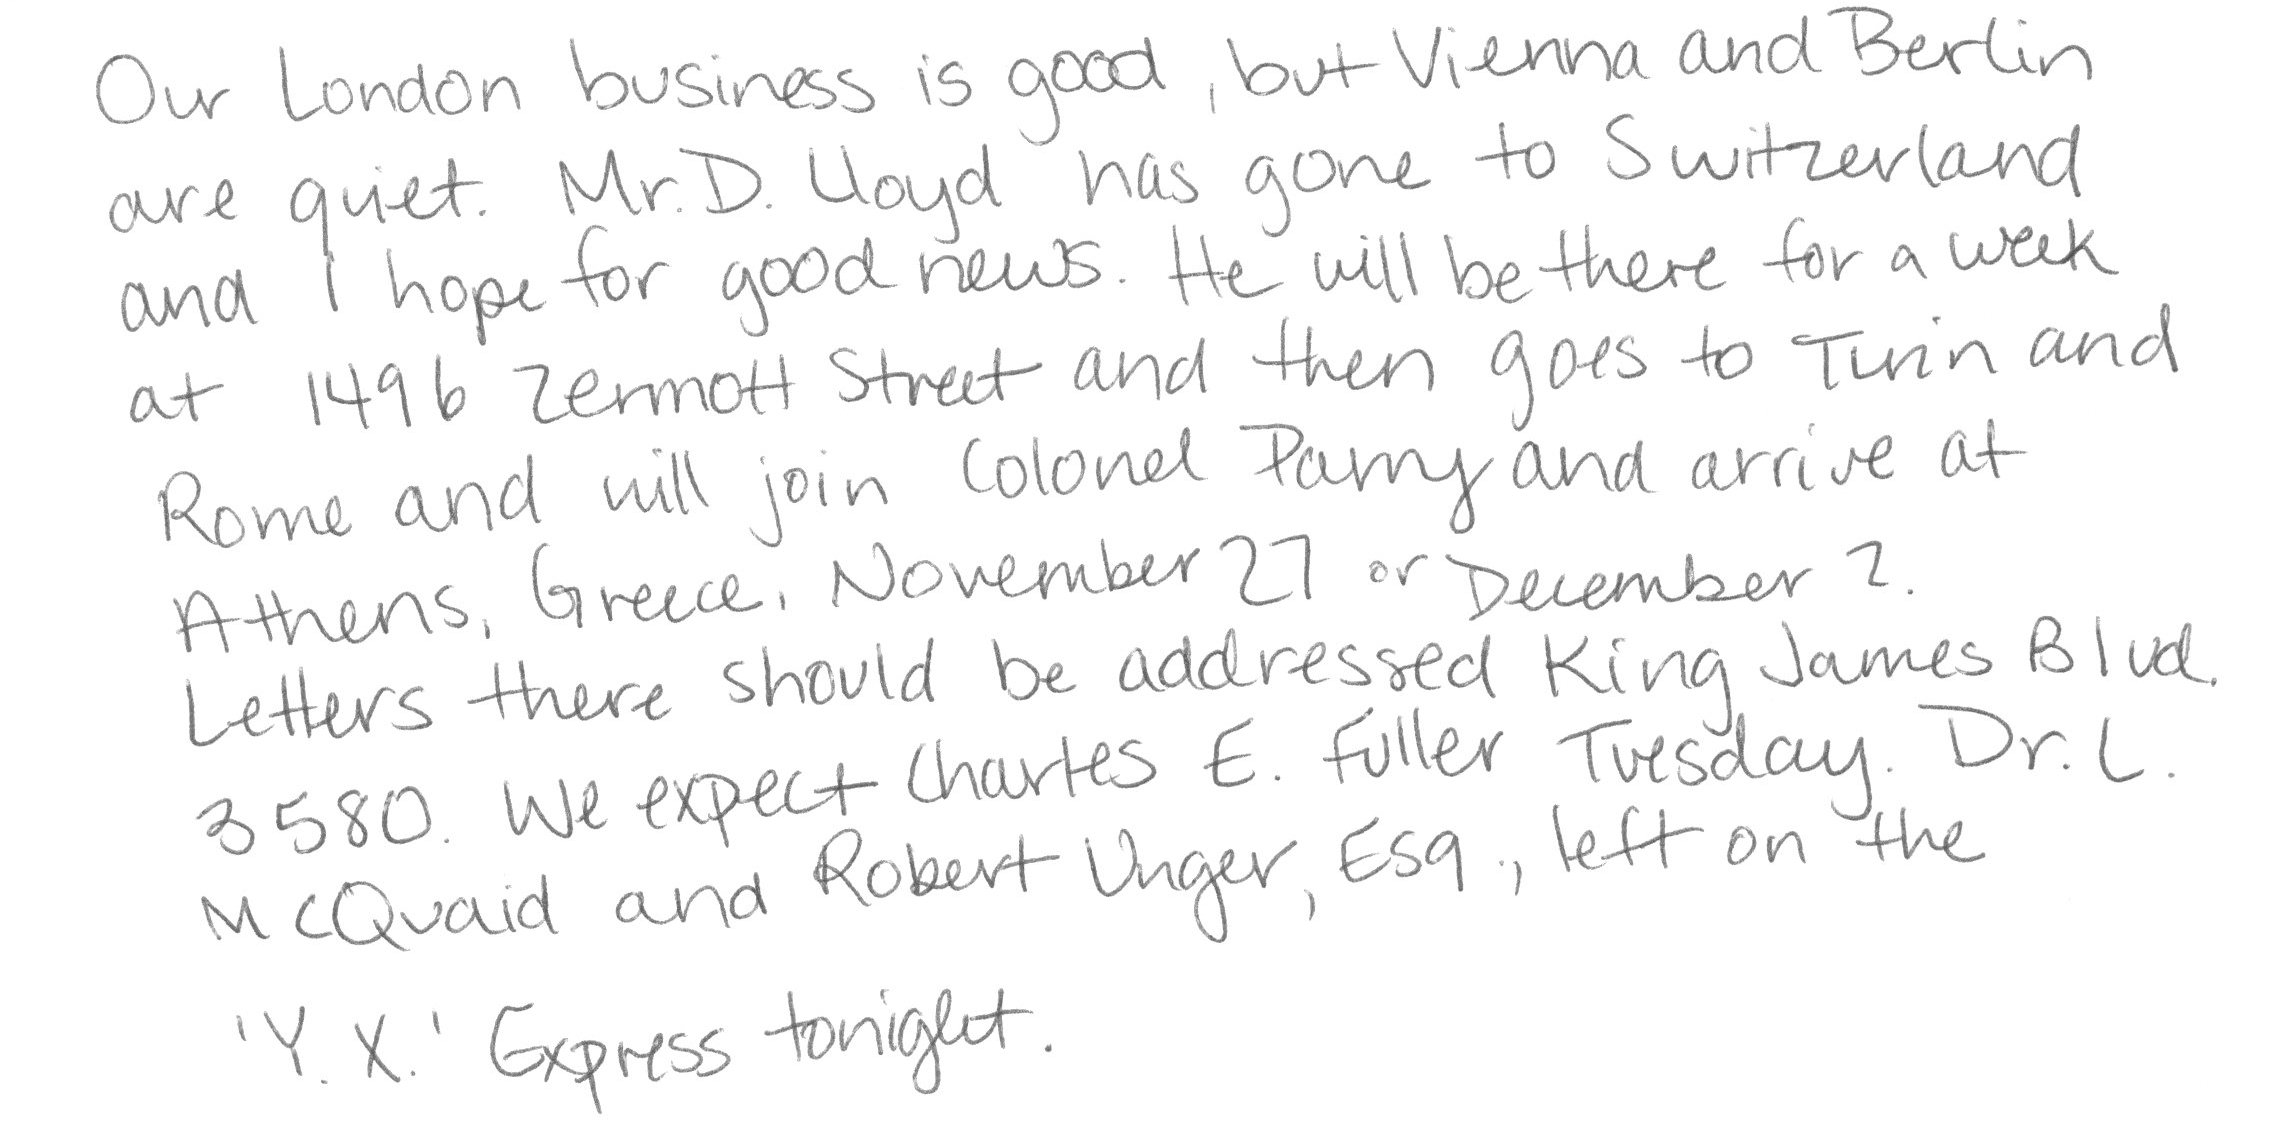 Our London business is good, but Vienna and Berlin
are quiet. Mr. D. Lloyd has gone to Switzerland
and I hope for good news. He will be there for a week
at 1496 Zermott Street and then goes to Turin and
Rome and will join Colonel Parry and arrive at
Athens, Greece, November 27 or December 2.
Letters there should be addressed King James Blvd.
3580. We expect Charles E. Fuller Tuesday. Dr. L.
McQuaid and Robert Unger, Esq., left on the
'Y.X.' Express tonight.